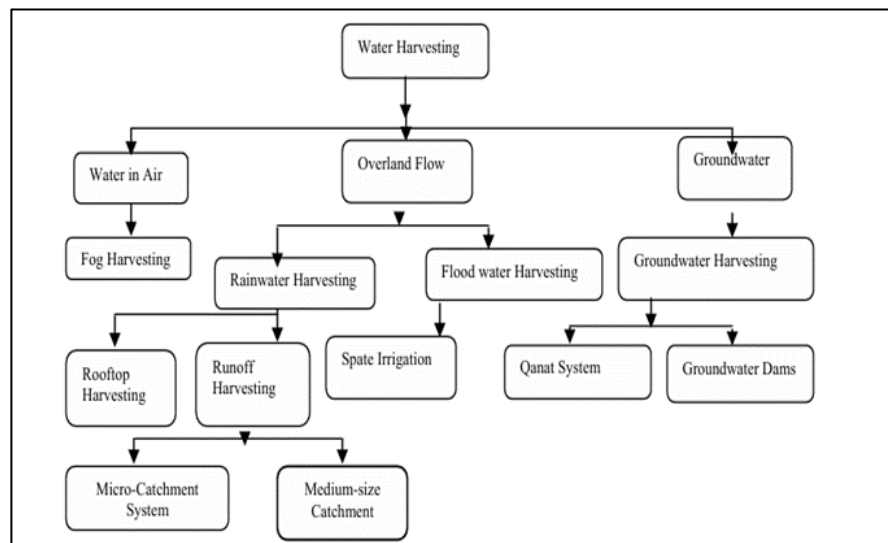 Water Harvesting
Water in Air
Overland Flow
Groundwater
Fog Harvesting
Rainwater Harvesting
Flood water Harvesting
Groundwater Harvesting
Rooftop
Harvesting
Runoff
Harvesting
Spate Irrigation
Qanat System
Groundwater Dams
Micro-Catchment
System
Medium-size
Catchment